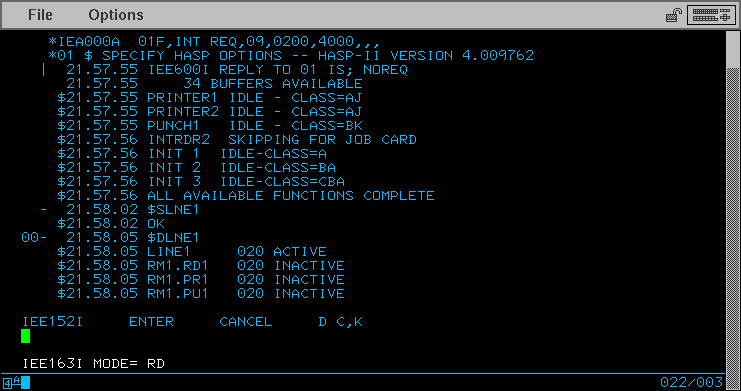 File Options
*IEA000A 01F,INT REQ,09,0200,4000,,,
*01 $ SPECIFY HASP OPTIONS -- HASP-II VERSION 4.009762
| 21.57.55 IEE600I REPLY TO 01 IS; NOREQ
21.57.55 34 BUFFERS AVAILABLE
$21.57.55 PRINTER1 IDLE - CLASS=AJ
$21.57.55 PRINTER2 IDLE - CLASS=AJ
$21.57.55 PUNCH1 IDLE - CLASS=BK
$21.57.56 INTRDR2 SKIPPING FOR JOB CARD
$21.57.56 INIT 1 IDLE-CLASS=A
$21.57.56 INIT 2 IDLE-CLASS=BA
$21.57.56 INIT 3 IDLE-CLASS=CBA
$21.57.56 ALL AVAILABLE FUNCTIONS COMPLETE
- 21.58.02 $SLNE1
$21.58.02 OK
00- 21.58.05 $DLNE1
$21.58.05 LINE1 020 ACTIVE
$21.58.05 RM1.RD1 020 INACTIVE
$21.58.05 RM1.PR1 020 INACTIVE
$21.58.05 RM1.PU1 020 INACTIVE
IEE152I ENTER CANCEL D C,K
IEE163I MODE= RD
4A 022/003